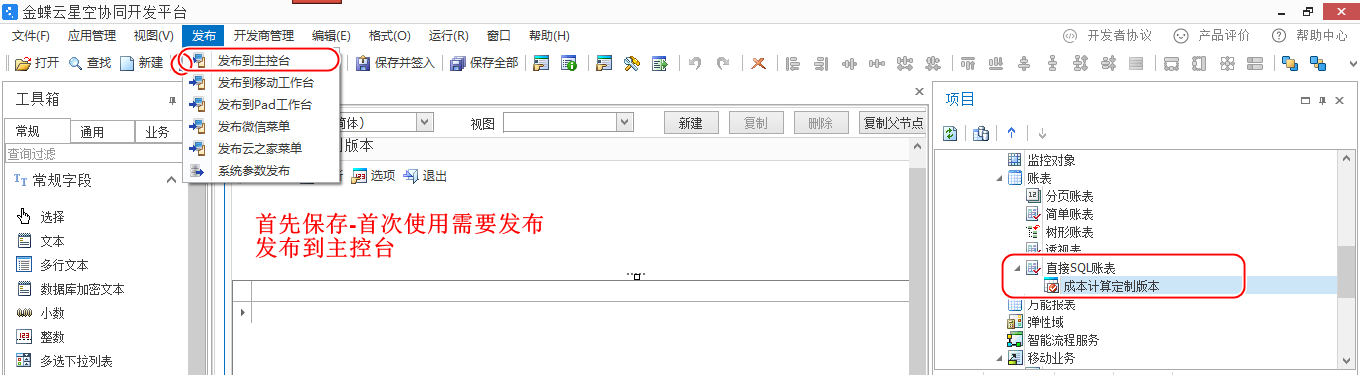 金蝶云星空协同开发平台
文件(F) 应用管理 视图(V) 发布 开发商管理 编辑(E) 格式(O) 运行(R) 窗口 帮助(H) 开发者协议 产品评价 帮助中心
打开 查找 新建 保存并签入 保存全部
发布到主控台
发布到移动工作台
发布到Pad工作台
发布微信菜单
发布云之家菜单
系统参数发布
工具箱
常规 通用 业务
查询过滤
常规字段
选择
文本
多行文本
数据库加密文本
小数
整数
多选下拉列表
简体) 视图 新建 复制 删除 复制父节点
版本
选项 退出
首先保存-首次使用需要发布
发布到主控台
项目
监控对象
账表
分页账表
简单账表
树形账表
透视表
直接SQL账表
成本计算定制版本
万能报表
弹性域
智能流程服务
移动业务